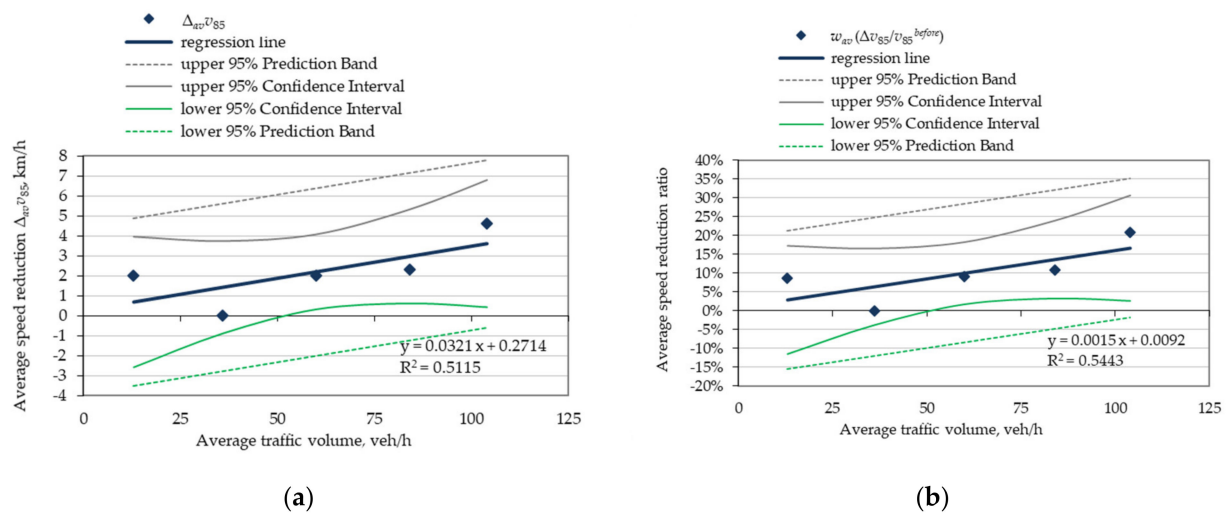 Δavv85
regression line
upper 95% Prediction Band
upper 95% Confidence Interval
lower 95% Confidence Interval
lower 95% Prediction Band
Average speed reduction Δavv85, km/h
8
7
6
5
4
3
2
1
0
-1
-2
-3
-4
y = 0.0321 x + 0.2714
R² = 0.5115
0 25 50 75 100 125
Average traffic volume, veh/h
(a)
wav (Δv85/v85before)
regression line
upper 95% Prediction Band
upper 95% Confidence Interval
lower 95% Confidence Interval
lower 95% Prediction Band
Average speed reduction ratio
40%
35%
30%
25%
20%
15%
10%
5%
0%
-5%
-10%
-15%
-20%
y = 0.0015 x + 0.0092
R² = 0.5443
0 25 50 75 100 125
Average traffic volume, veh/h
(b)